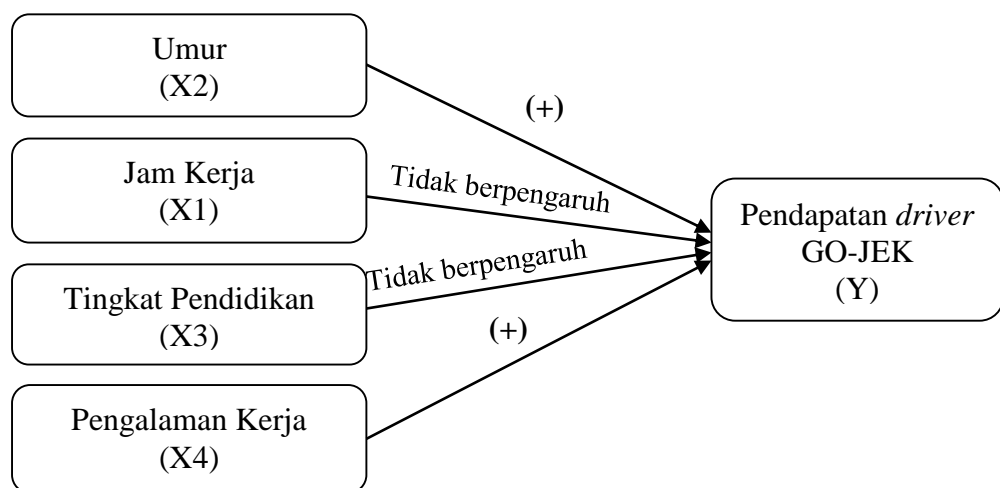 Umur
(X2)
(+)
Jam Kerja
(X1)
Tidak berpengaruh
Tingkat Pendidikan
(X3)
Tidak berpengaruh
Pengalaman Kerja
(X4)
(+)
Pendapatan driver
GO-JEK
(Y)